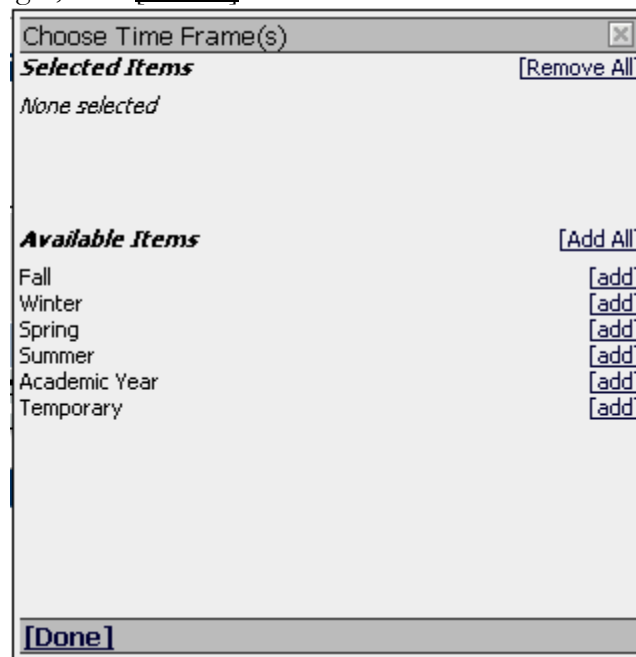 Choose Time Frame(s)
Selected Items [Remove All]
None selected
Available Items [Add All]
Fall [add]
Winter [add]
Spring [add]
Summer [add]
Academic Year [add]
Temporary [add]
[Done]